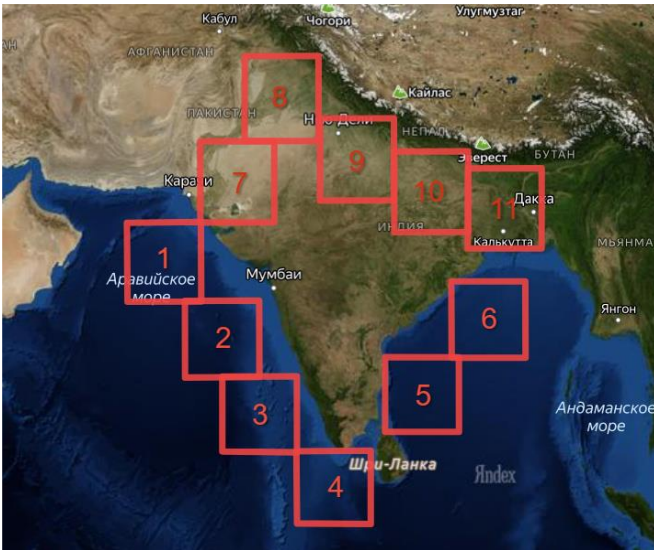 Улугмузтаг
Кабул
Чогори
АФГАНИСТАН
8
Кайлас
ПАКИСТАН
Нью-Дели
НЕПАЛ
Эверест
БУТАН
9
Карачи
7
10
11
Дакка
ИНДИЯ
Калькутта
МЬЯНМА
1
Аравийское
море
Мумбаи
Янгон
2
6
3
5
Андаманское
море
Шри-Ланка
4
Яndex